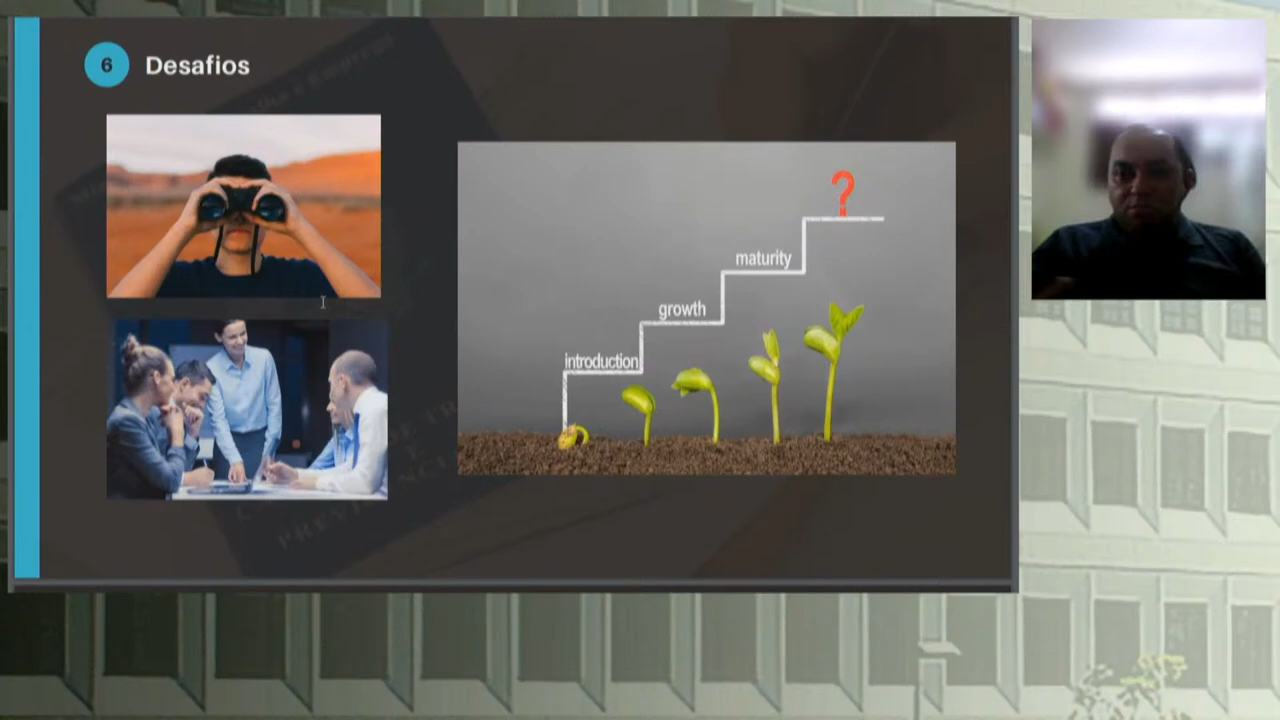 6 Desafios
?
maturity
growth
introduction